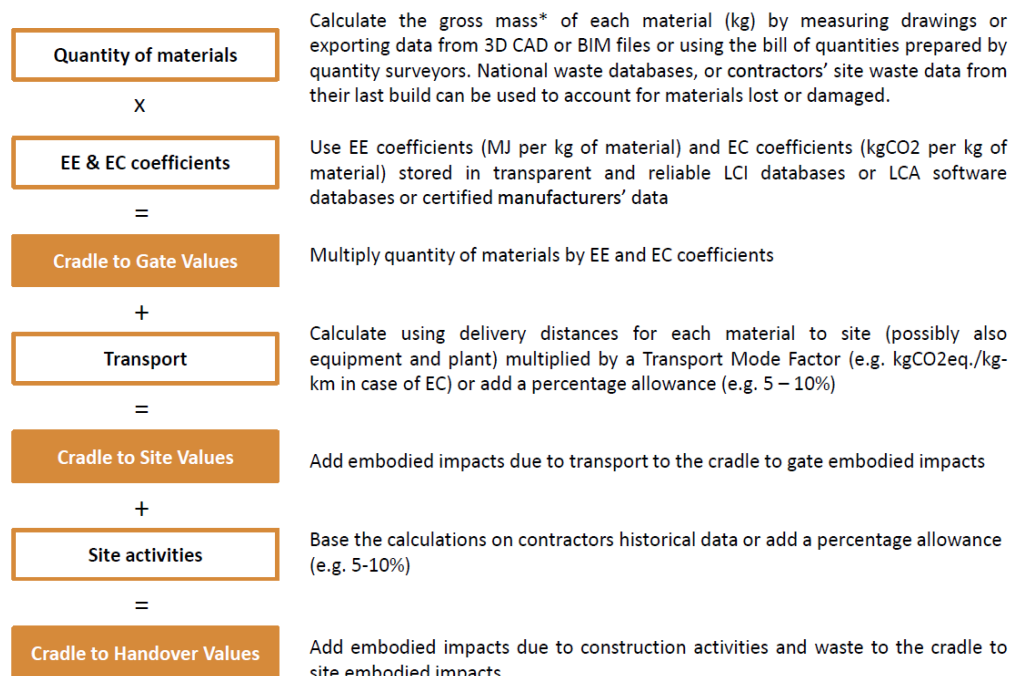 Quantity of materials
Calculate the gross mass* of each material (kg) by measuring drawings or
exporting data from 3D CAD or BIM files or using the bill of quantities prepared by
quantity surveyors. National waste databases, or contractors’ site waste data from
their last build can be used to account for materials lost or damaged.
x
EE & EC coefficients
Use EE coefficients (MJ per kg of material) and EC coefficients (kgCO2 per kg of
material) stored in transparent and reliable LCI databases or LCA software
databases or certified manufacturers’ data
=
Cradle to Gate Values
Multiply quantity of materials by EE and EC coefficients
+
Transport
Calculate using delivery distances for each material to site (possibly also
equipment and plant) multiplied by a Transport Mode Factor (e.g. kgCO2eq./kg-
km in case of EC) or add a percentage allowance (e.g. 5 – 10%)
=
Cradle to Site Values
Add embodied impacts due to transport to the cradle to gate embodied impacts
+
Site activities
Base the calculations on contractors historical data or add a percentage allowance
(e.g. 5-10%)
=
Cradle to Handover Values
Add embodied impacts due to construction activities and waste to the cradle to
site embodied impacts